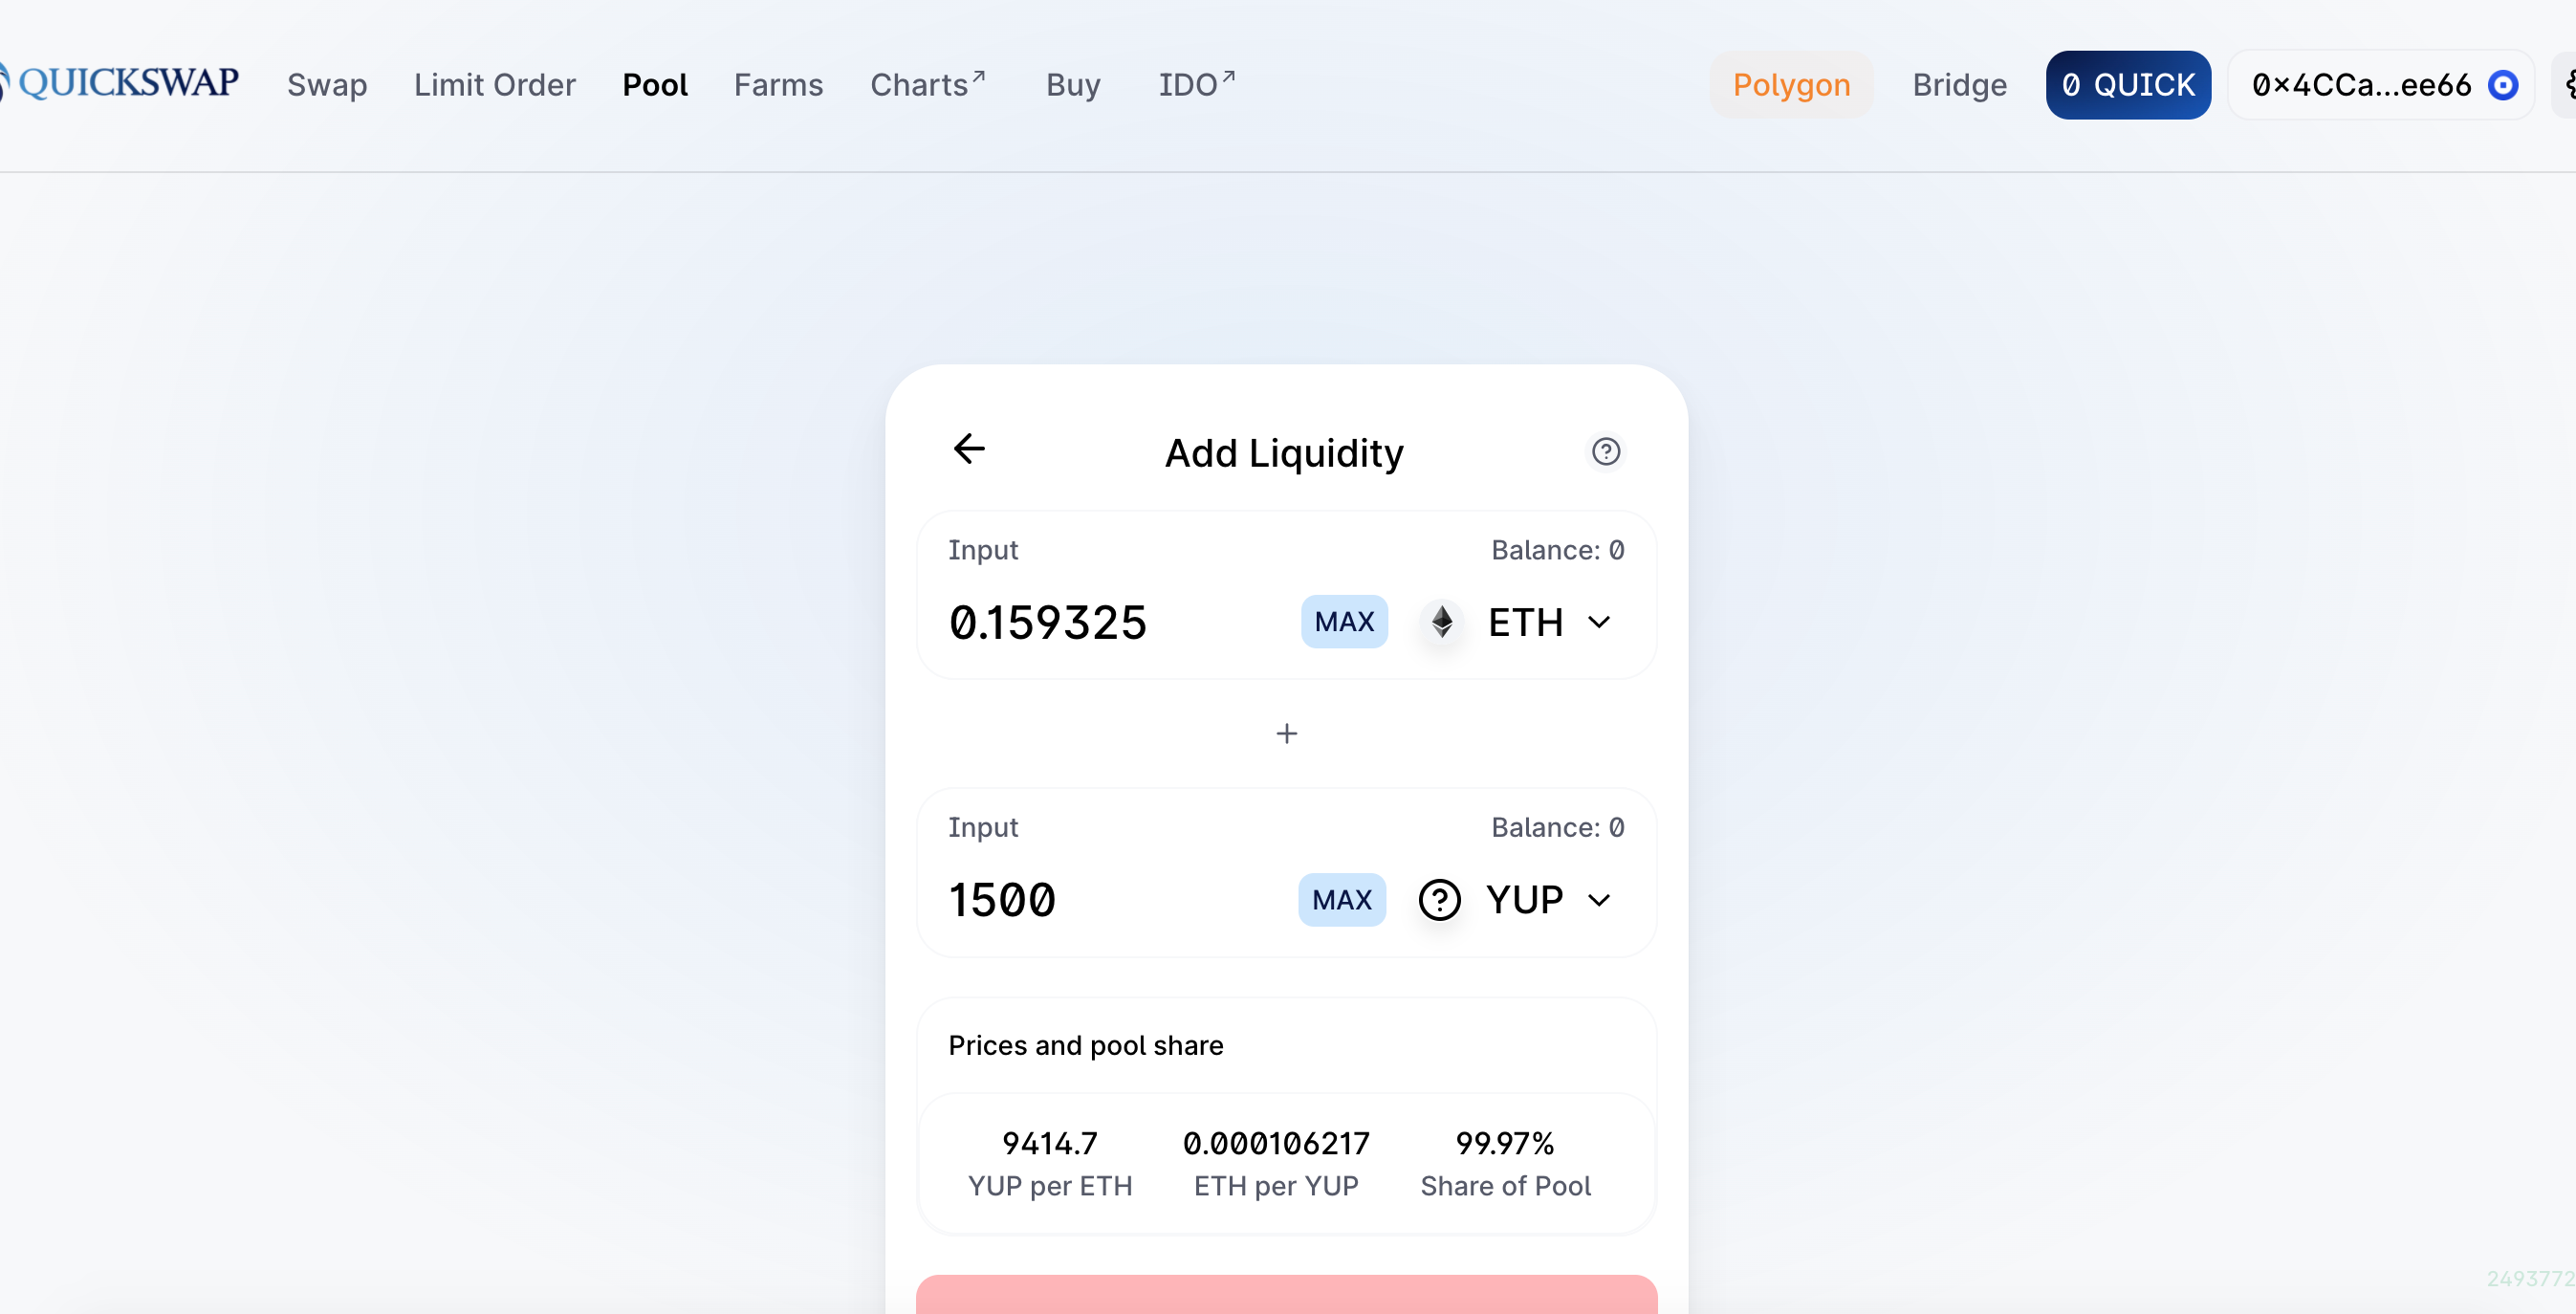 QUICKSWAP Swap Limit Order Pool Farms Charts↗ Buy IDO↗ Polygon Bridge 0 QUICK 0×4CCa...ee66
Add Liquidity
Input Balance: 0
0.159325 MAX ETH
+
Input Balance: 0
1500 MAX YUP
Prices and pool share
9414.7 0.000106217 99.97%
YUP per ETH ETH per YUP Share of Pool
2493772